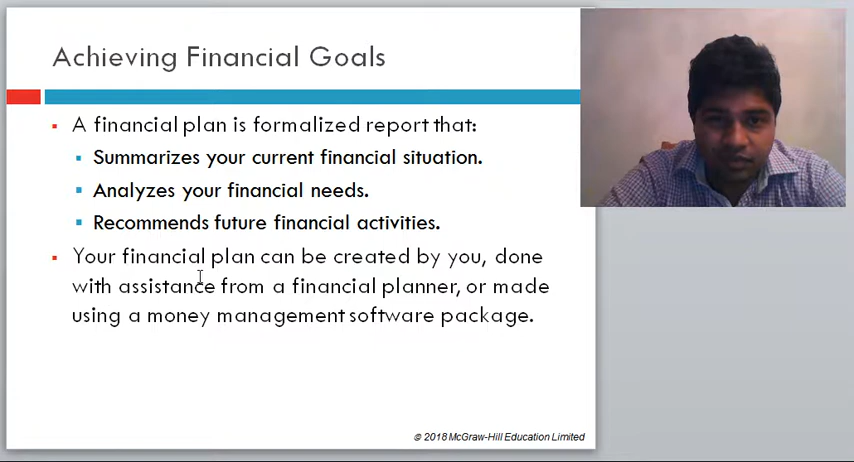 Achieving Financial Goals
A financial plan is formalized report that:
Summarizes your current financial situation.
Analyzes your financial needs.
Recommends future financial activities.
Your financial plan can be created by you, done
with assistance from a financial planner, or made
using a money management software package.
© 2018 McGraw-Hill Education Limited